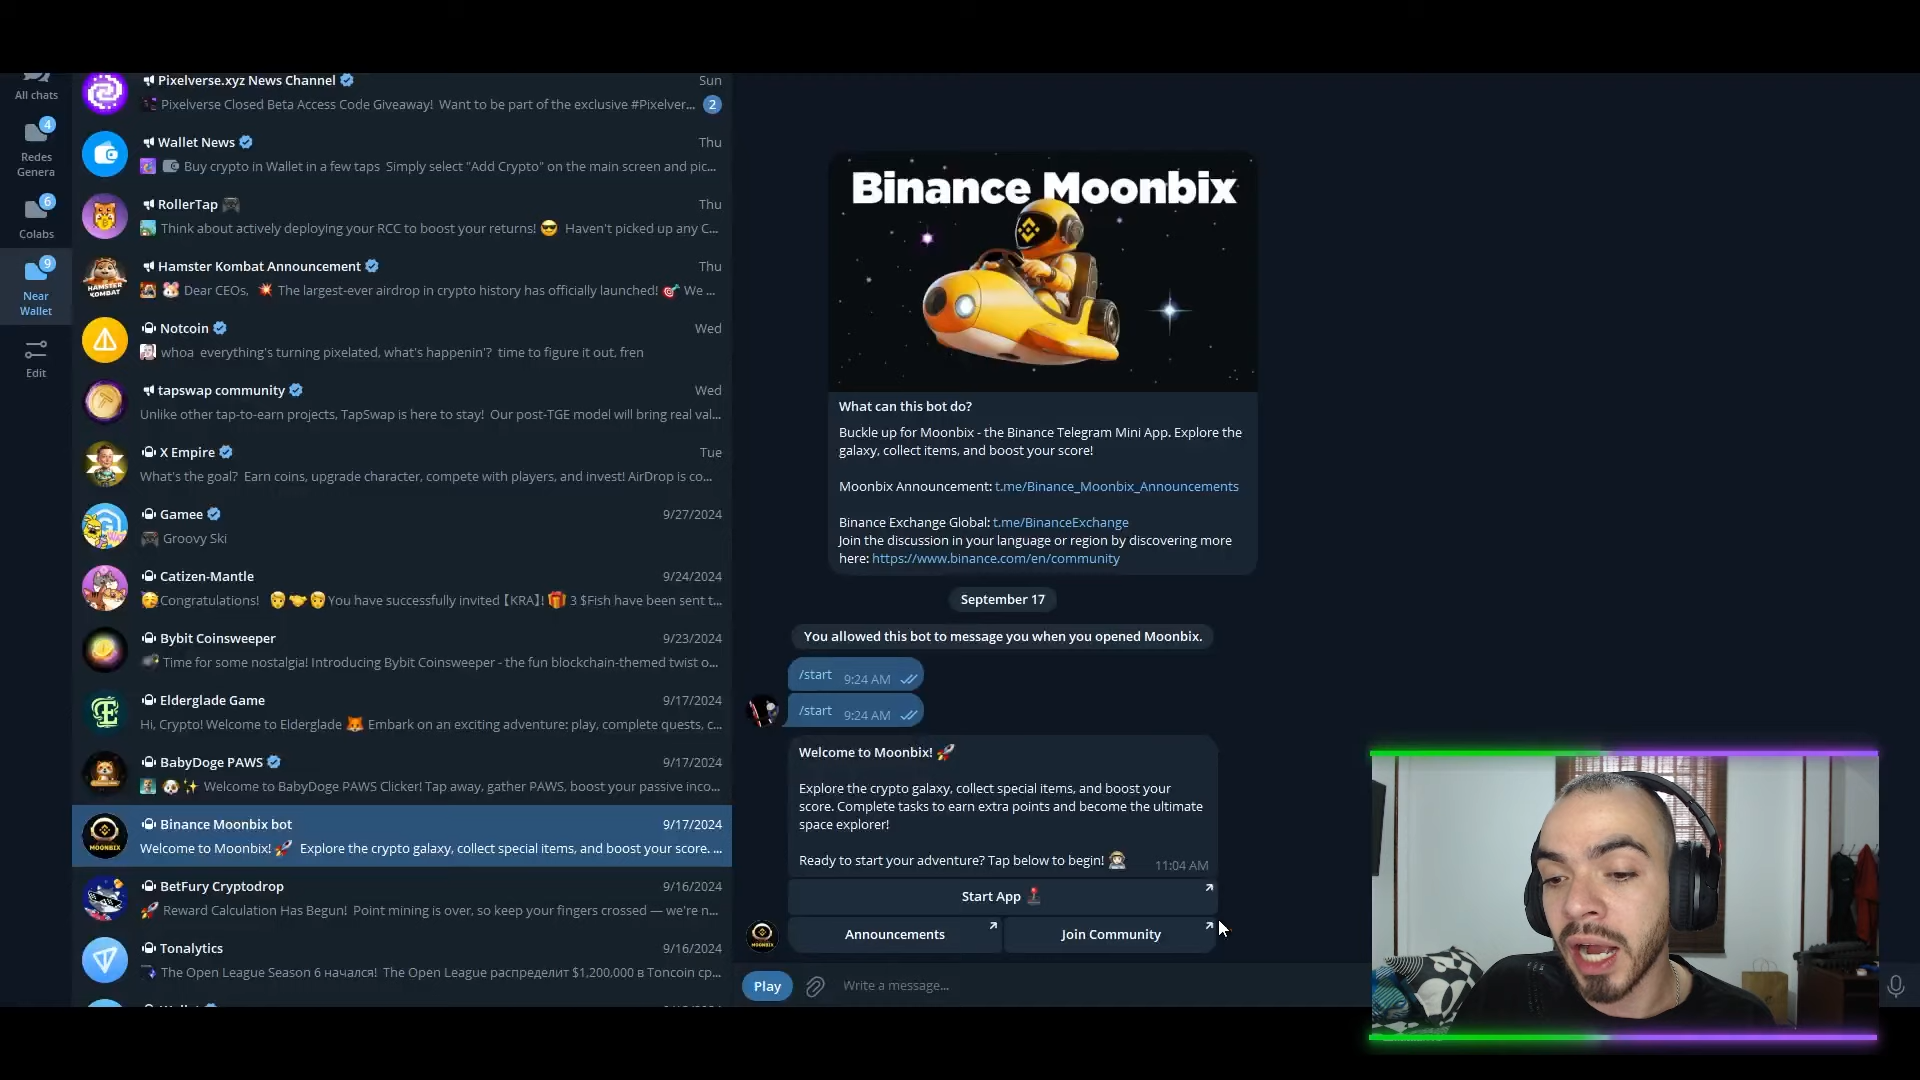 All chats
4
Redes
Genera
6
Colabs
9
Near
Wallet
Edit
Pixelverse.xyz News Channel
Sun
Pixelverse Closed Beta Access Code Giveaway! Want to be part of the exclusive #Pixelver...
2
Wallet News
Thu
Buy crypto in Wallet in a few taps Simply select "Add Crypto" on the main screen and pic...
RollerTap
Thu
Think about actively deploying your RCC to boost your returns! 😎 Haven't picked up any C...
Hamster Kombat Announcement
Thu
HAMSTER
KOMBAT
🐹 Dear CEOs, 💥 The largest-ever airdrop in crypto history has officially launched! 🎯 We ...
Notcoin
Wed
whoa everything's turning pixelated, what's happenin'? time to figure it out, fren
tapswap community
Wed
Unlike other tap-to-earn projects, TapSwap is here to stay! Our post-TGE model will bring real val...
X Empire
Tue
What's the goal? Earn coins, upgrade character, compete with players, and invest! AirDrop is co...
Gamee
9/27/2024
🎮 Groovy Ski
Catizen-Mantle
9/24/2024
🥳Congratulations! You have successfully invited【KRA】! 🎁 3 $Fish have been sent t...
Bybit Coinsweeper
9/23/2024
Time for some nostalgia! Introducing Bybit Coinsweeper - the fun blockchain-themed twist o...
Elderglade Game
9/17/2024
Hi, Crypto! Welcome to Elderglade 🦊 Embark on an exciting adventure: play, complete quests, c...
BabyDoge PAWS
9/17/2024
🐶✨ Welcome to BabyDoge PAWS Clicker! Tap away, gather PAWS, boost your passive inco...
MOONBIX
Binance Moonbix bot
9/17/2024
Welcome to Moonbix! 🚀 Explore the crypto galaxy, collect special items, and boost your score. ...
BetFury Cryptodrop
9/16/2024
🚀 Reward Calculation Has Begun! Point mining is over, so keep your fingers crossed — we're n...
Tonalytics
9/16/2024
The Open League Season 6 начался! The Open League распределит $1,200,000 в Toncoin ср...
Binance Moonbix
What can this bot do?
Buckle up for Moonbix - the Binance Telegram Mini App. Explore the
galaxy, collect items, and boost your score!
Moonbix Announcement: t.me/Binance_Moonbix_Announcements
Binance Exchange Global: t.me/BinanceExchange
Join the discussion in your language or region by discovering more
here: https://www.binance.com/en/community
September 17
You allowed this bot to message you when you opened Moonbix.
/start 9:24 AM
/start 9:24 AM
Welcome to Moonbix! 🚀
Explore the crypto galaxy, collect special items, and boost your
score. Complete tasks to earn extra points and become the ultimate
space explorer!
Ready to start your adventure? Tap below to begin! 👨‍🚀
11:04 AM
Start App 🕹️
Announcements
Join Community
MOONBIX
Play
Write a message...